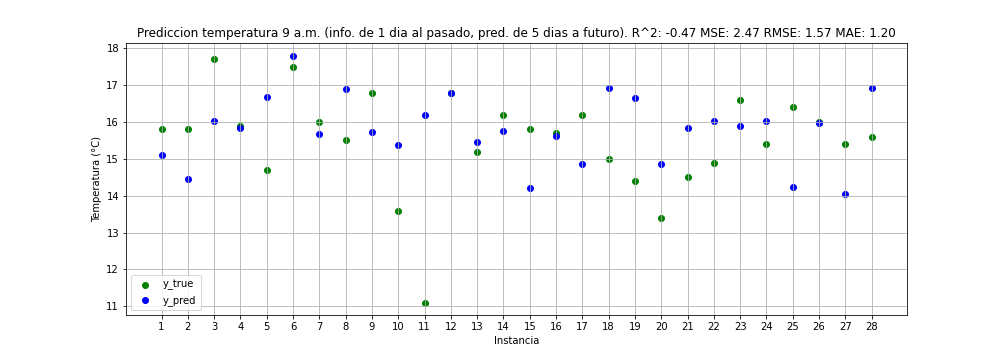 Prediccion temperatura 9 a.m. (info. de 1 dia al pasado, pred. de 5 dias a futuro). R^2: -0.47 MSE: 2.47 RMSE: 1.57 MAE: 1.20
18
17
16
15
14
13
12
11
Temperatura (°C)
y_true
y_pred
1 2 3 4 5 6 7 8 9 10 11 12 13 14 15 16 17 18 19 20 21 22 23 24 25 26 27 28
Instancia